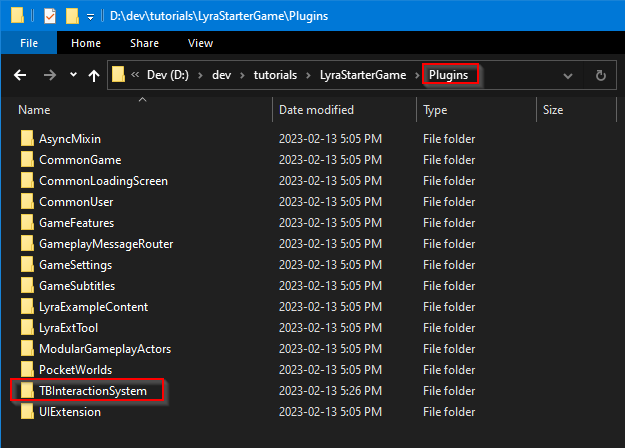 D:\dev\tutorials\LyraStarterGame\Plugins
File Home Share View
Dev (D:) dev tutorials LyraStarterGame Plugins
Name Date modified Type Size
AsyncMixin 2023-02-13 5:05 PM File folder
CommonGame 2023-02-13 5:05 PM File folder
CommonLoadingScreen 2023-02-13 5:05 PM File folder
CommonUser 2023-02-13 5:05 PM File folder
GameFeatures 2023-02-13 5:05 PM File folder
GameplayMessageRouter 2023-02-13 5:05 PM File folder
GameSettings 2023-02-13 5:05 PM File folder
GameSubtitles 2023-02-13 5:05 PM File folder
LyraExampleContent 2023-02-13 5:05 PM File folder
LyraExtTool 2023-02-13 5:05 PM File folder
ModularGameplayActors 2023-02-13 5:05 PM File folder
PocketWorlds 2023-02-13 5:05 PM File folder
TBInteractionSystem 2023-02-13 5:26 PM File folder
UIExtension 2023-02-13 5:05 PM File folder